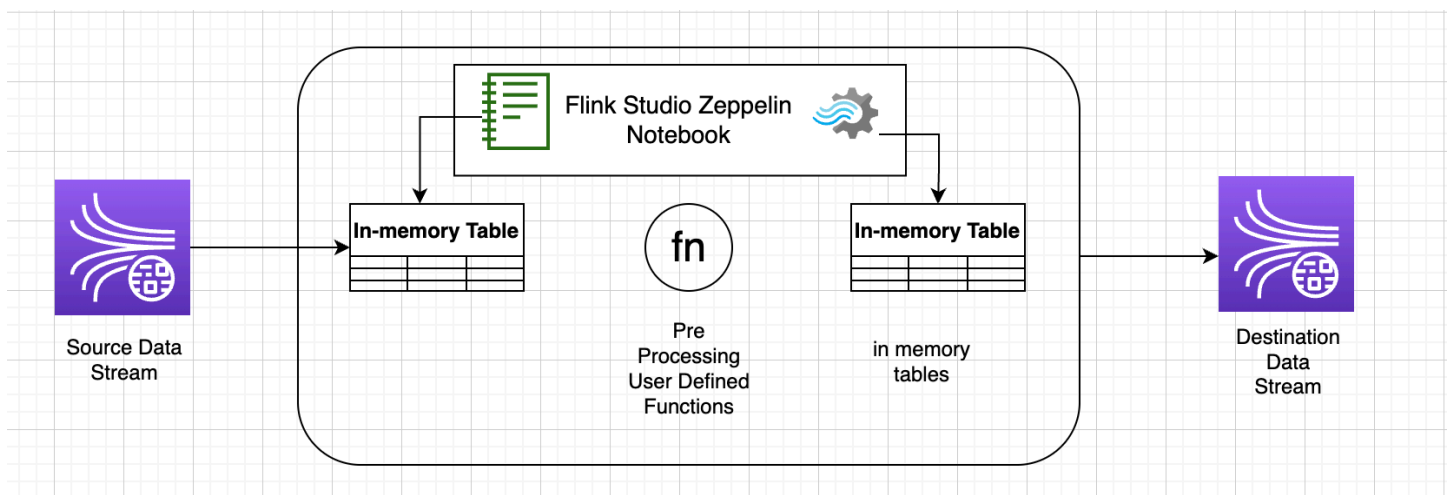 Flink Studio Zeppelin
Notebook
In-memory Table
fn
In-memory Table
Source Data
Stream
Pre
Processing
User Defined
Functions
in memory
tables
Destination
Data
Stream